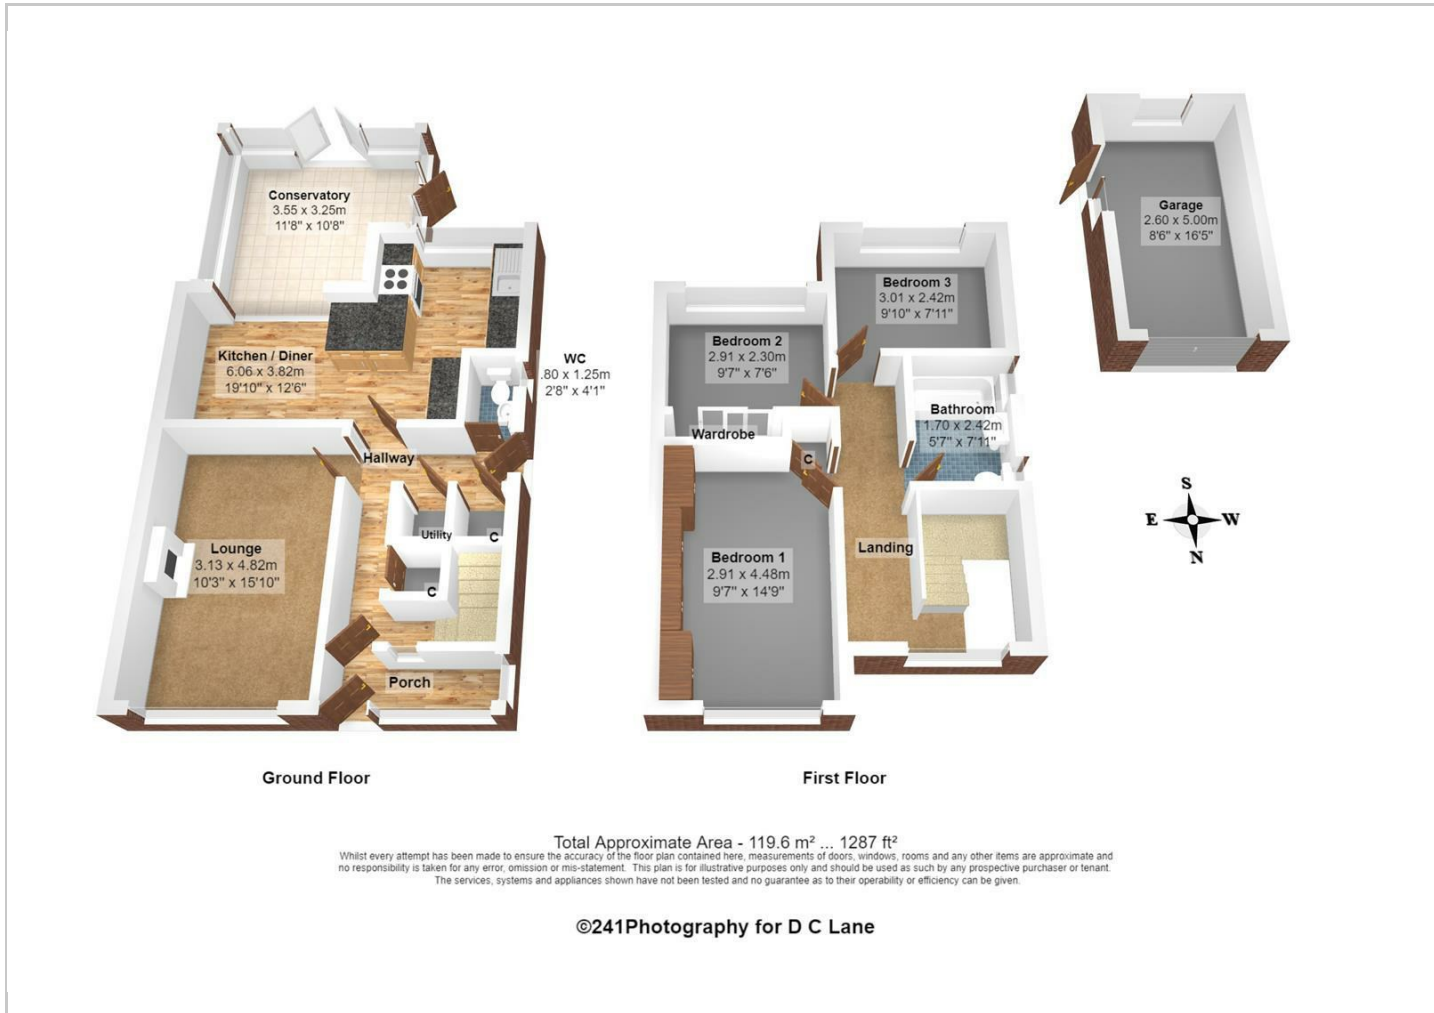 Conservatory
3.55 x 3.25m
11'8" x 10'8"
Kitchen / Diner
6.06 x 3.82m
19'10" x 12'6"
WC
.80 x 1.25m
2'8" x 4'1"
Hallway
Utility
C
C
Lounge
3.13 x 4.82m
10'3" x 15'10"
Porch
Ground Floor
Bedroom 3
3.01 x 2.42m
9'10" x 7'11"
Bedroom 2
2.91 x 2.30m
9'7" x 7'6"
Bathroom
1.70 x 2.42m
5'7" x 7'11"
Wardrobe
C
Bedroom 1
2.91 x 4.48m
9'7" x 14'9"
Landing
First Floor
Garage
2.60 x 5.00m
8'6" x 16'5"
S
E W
N
Total Approximate Area - 119.6 m² ... 1287 ft²
Whilst every attempt has been made to ensure the accuracy of the floor plan contained here, measurements of doors, windows, rooms and any other items are approximate and
no responsibility is taken for any error, omission or mis-statement. This plan is for illustrative purposes only and should be used as such by any prospective purchaser or tenant.
The services, systems and appliances shown have not been tested and no guarantee as to their operability or efficiency can be given.
©241Photography for D C Lane